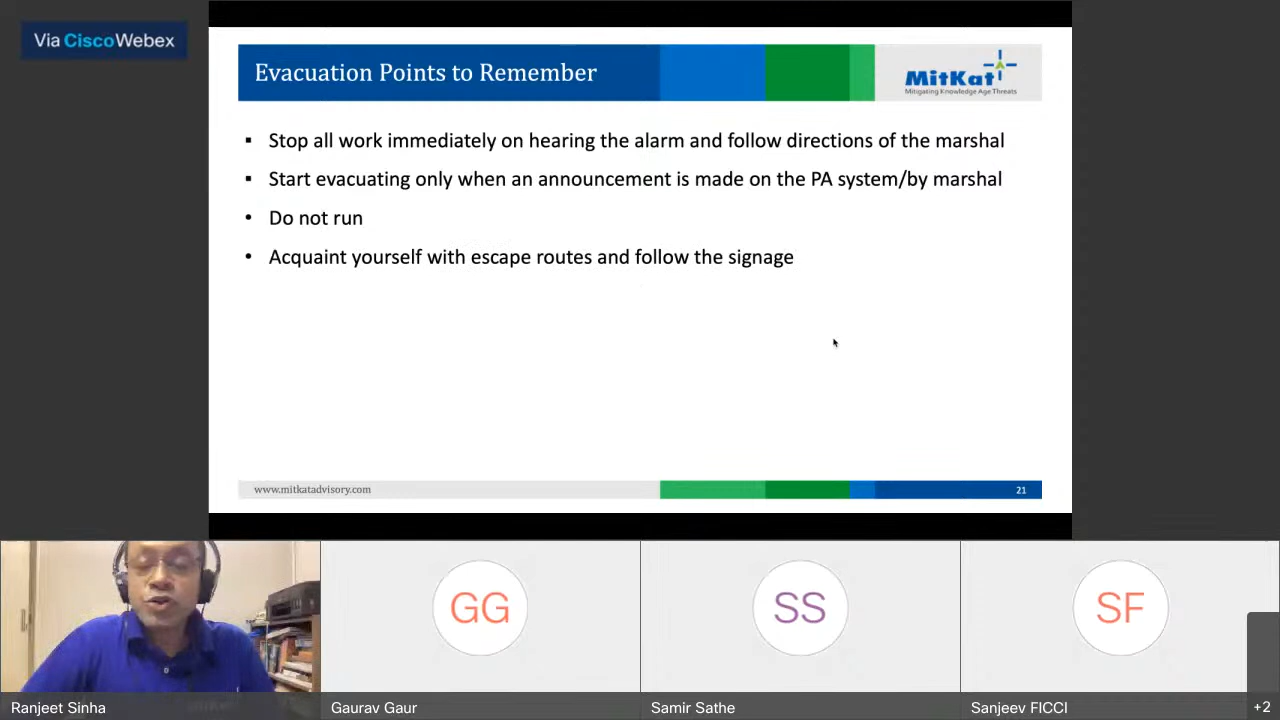 Via Cisco Webex
Evacuation Points to Remember
MitKat
Mitigating Knowledge Age Threats
▪ Stop all work immediately on hearing the alarm and follow directions of the marshal
▪ Start evacuating only when an announcement is made on the PA system/by marshal
• Do not run
• Acquaint yourself with escape routes and follow the signage
www.mitkatadvisory.com
21
GG
SS
SF
Ranjeet Sinha
Gaurav Gaur
Samir Sathe
Sanjeev FICCI
+2